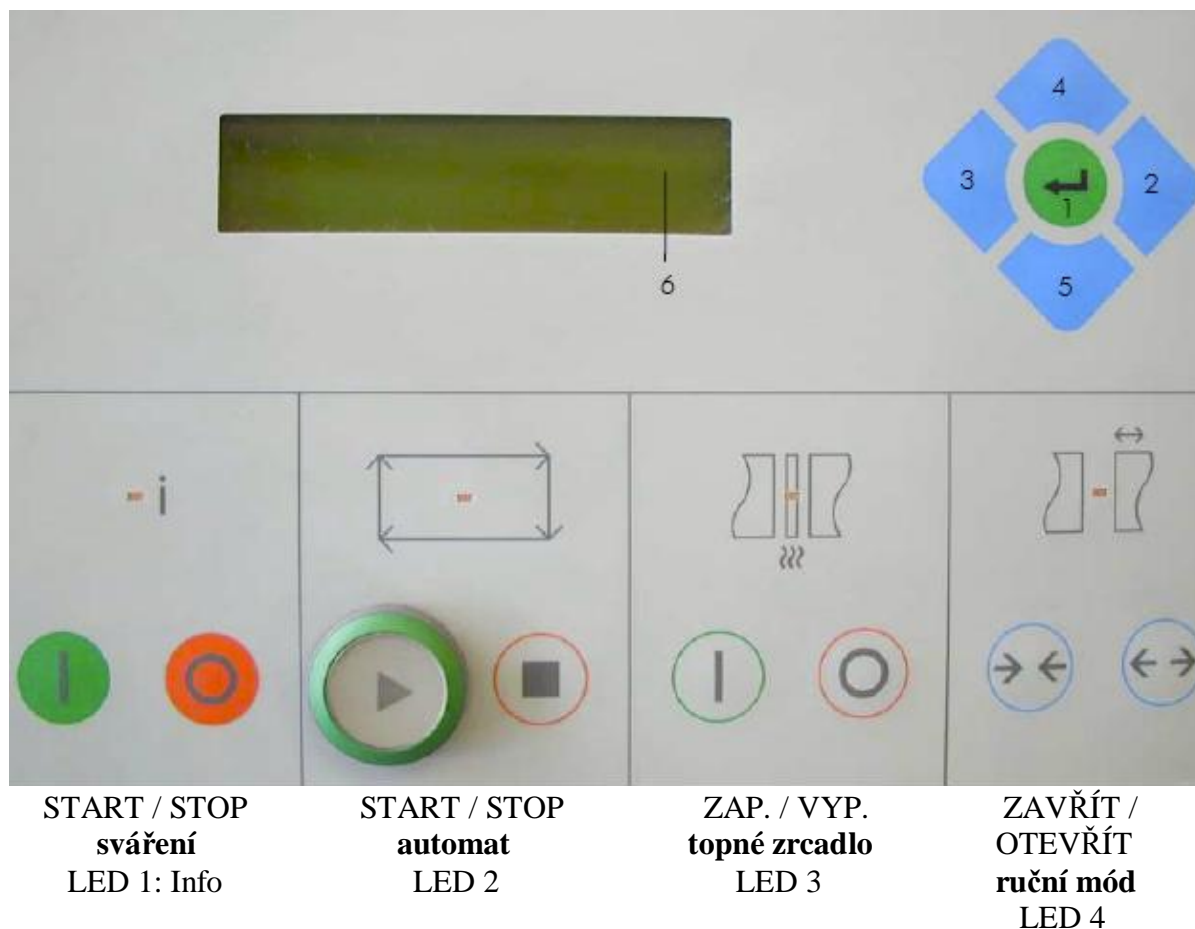 4
3
2
1
5
6
i
START / STOP
sváření
LED 1: Info
START / STOP
automat
LED 2
ZAP. / VYP.
topné zrcadlo
LED 3
ZAVŘÍT /
OTEVŘÍT
ruční mód
LED 4